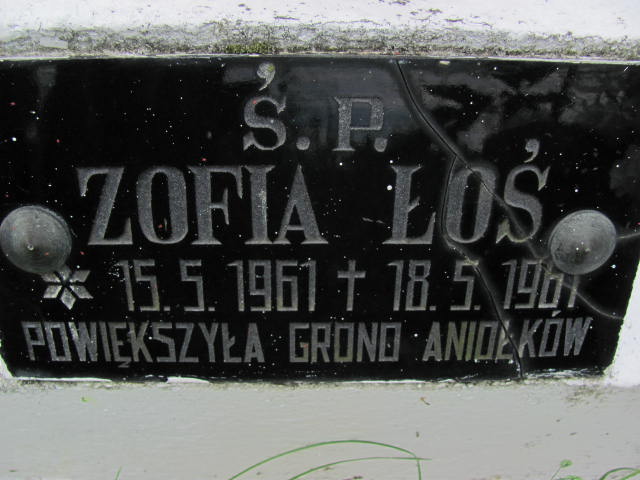 Ś.P.
ZOFIA ŁOŚ
15.5.1961 † 18.5.1961
POWIĘKSZYŁA GRONO ANIOŁKÓW